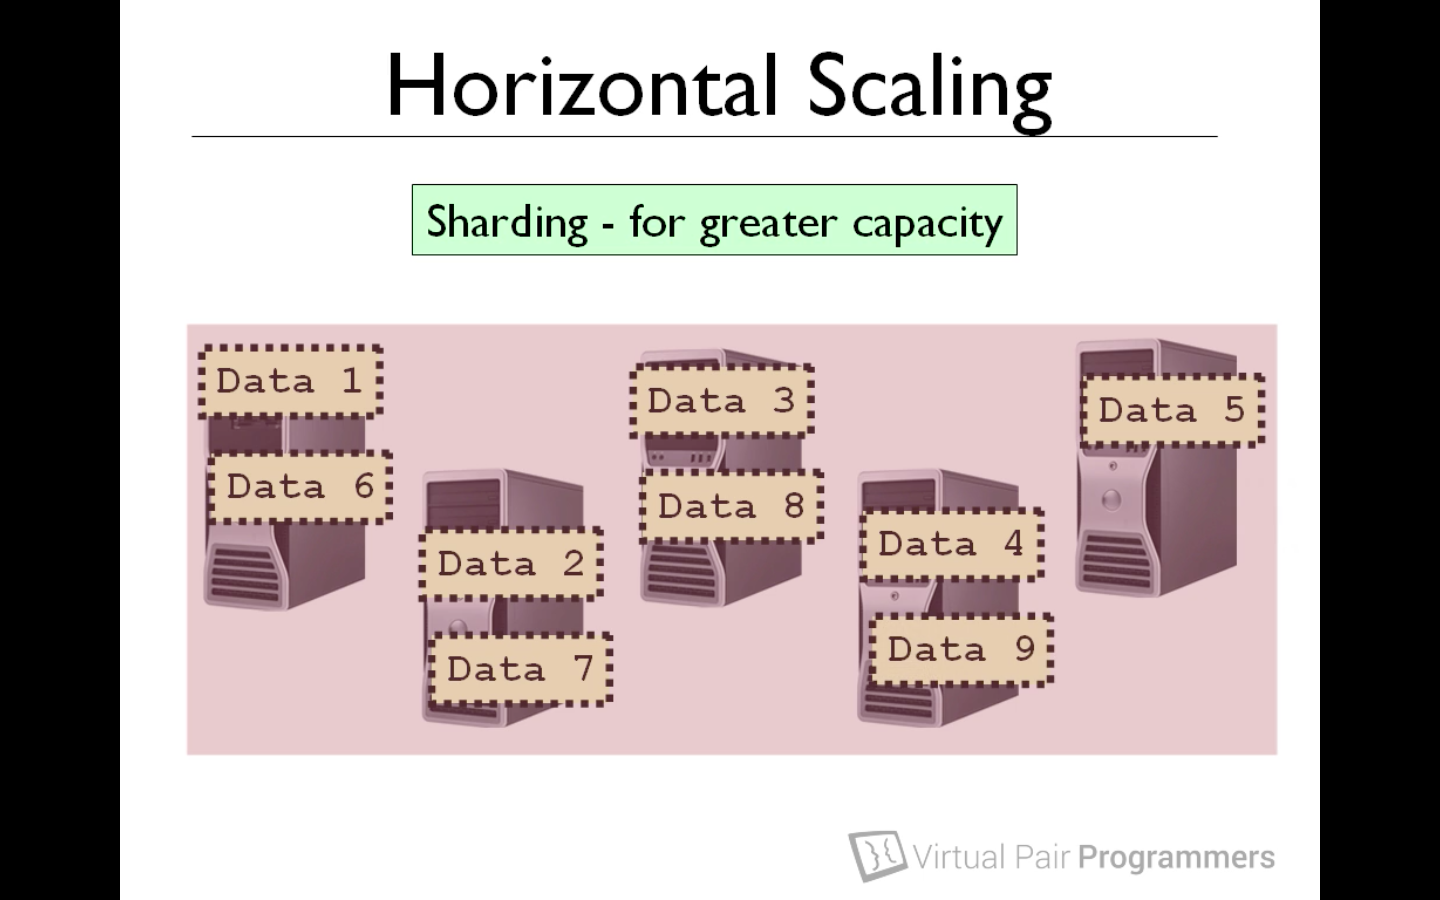 Horizontal Scaling
Sharding - for greater capacity
Data 1
Data 6
Data 2
Data 7
Data 3
Data 8
Data 4
Data 9
Data 5
Virtual Pair Programmers